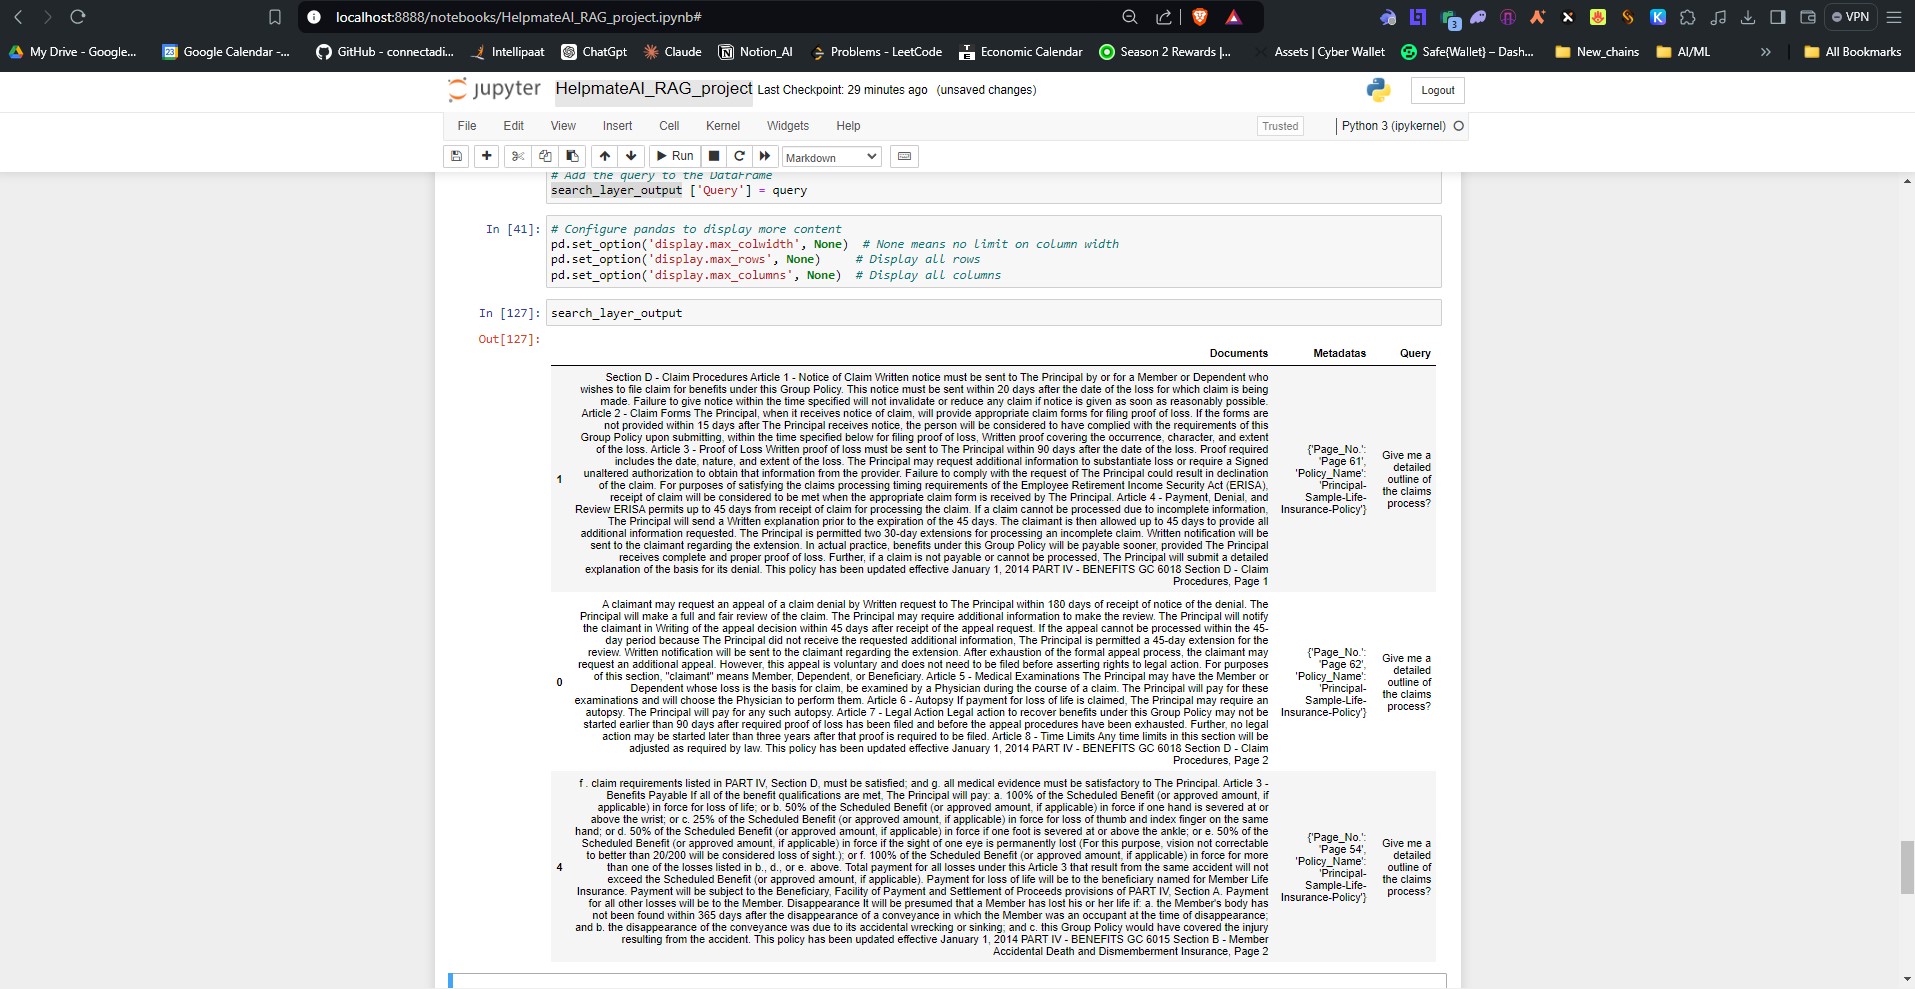 localhost:8888/notebooks/HelpmateAI_RAG_project.ipynb#
3
VPN
My Drive - Google...
23
Google Calendar -...
GitHub - connectadi...
Intellipaat
ChatGpt
Claude
Notion_AI
Problems - LeetCode
Economic Calendar
Season 2 Rewards |...
Assets | Cyber Wallet
Safe{Wallet} – Dash...
New_chains
AI/ML
All Bookmarks
jupyter HelpmateAI_RAG_project Last Checkpoint: 29 minutes ago (unsaved changes)
Logout
File Edit View Insert Cell Kernel Widgets Help
Trusted
Python 3 (ipykernel)
Run
Markdown
# Add the query to the DataFrame
search_layer_output ['Query'] = query
In [41]:
# Configure pandas to display more content
pd.set_option('display.max_colwidth', None) # None means no limit on column width
pd.set_option('display.max_rows', None) # Display all rows
pd.set_option('display.max_columns', None) # Display all columns
In [127]: search_layer_output
Out[127]:
Documents Metadatas Query
1
Section D - Claim Procedures Article 1 - Notice of Claim Written notice must be sent to The Principal by or for a Member or Dependent who
wishes to file claim for benefits under this Group Policy. This notice must be sent within 20 days after the date of the loss for which claim is being
made. Failure to give notice within the time specified will not invalidate or reduce any claim if notice is given as soon as reasonably possible.
Article 2 - Claim Forms The Principal, when it receives notice of claim, will provide appropriate claim forms for filing proof of loss. If the forms are
not provided within 15 days after The Principal receives notice, the person will be considered to have complied with the requirements of this
Group Policy upon submitting, within the time specified below for filing proof of loss, Written proof covering the occurrence, character, and extent
of the loss. Article 3 - Proof of Loss Written proof of loss must be sent to The Principal within 90 days after the date of the loss. Proof required
includes the date, nature, and extent of the loss. The Principal may request additional information to substantiate loss or require a Signed
unaltered authorization to obtain that information from the provider. Failure to comply with the request of The Principal could result in declination
of the claim. For purposes of satisfying the claims processing timing requirements of the Employee Retirement Income Security Act (ERISA),
receipt of claim will be considered to be met when the appropriate claim form is received by The Principal. Article 4 - Payment, Denial, and
Review ERISA permits up to 45 days from receipt of claim for processing the claim. If a claim cannot be processed due to incomplete information,
The Principal will send a Written explanation prior to the expiration of the 45 days. The claimant is then allowed up to 45 days to provide all
additional information requested. The Principal is permitted two 30-day extensions for processing an incomplete claim. Written notification will be
sent to the claimant regarding the extension. In actual practice, benefits under this Group Policy will be payable sooner, provided The Principal
receives complete and proper proof of loss. Further, if a claim is not payable or cannot be processed, The Principal will submit a detailed
explanation of the basis for its denial. This policy has been updated effective January 1, 2014 PART IV - BENEFITS GC 6018 Section D - Claim
Procedures, Page 1
{'Page_No.':
'Page 61',
'Policy_Name':
'Principal-
Sample-Life-
Insurance-Policy'}
Give me a
detailed
outline of
the claims
process?
0
A claimant may request an appeal of a claim denial by Written request to The Principal within 180 days of receipt of notice of the denial. The
Principal will make a full and fair review of the claim. The Principal may require additional information to make the review. The Principal will notify
the claimant in Writing of the appeal decision within 45 days after receipt of the appeal request. If the appeal cannot be processed within the 45-
day period because The Principal did not receive the requested additional information, The Principal is permitted a 45-day extension for the
review. Written notification will be sent to the claimant regarding the extension. After exhaustion of the formal appeal process, the claimant may
request an additional appeal. However, this appeal is voluntary and does not need to be filed before asserting rights to legal action. For purposes
of this section, "claimant" means Member, Dependent, or Beneficiary. Article 5 - Medical Examinations The Principal may have the Member or
Dependent whose loss is the basis for claim, be examined by a Physician during the course of a claim. The Principal will pay for these
examinations and will choose the Physician to perform them. Article 6 - Autopsy If payment for loss of life is claimed, The Principal may require an
autopsy. The Principal will pay for any such autopsy. Article 7 - Legal Action Legal action to recover benefits under this Group Policy may not be
started earlier than 90 days after required proof of loss has been filed and before the appeal procedures have been exhausted. Further, no legal
action may be started later than three years after that proof is required to be filed. Article 8 - Time Limits Any time limits in this section will be
adjusted as required by law. This policy has been updated effective January 1, 2014 PART IV - BENEFITS GC 6018 Section D - Claim
Procedures, Page 2
{'Page_No.':
'Page 62',
'Policy_Name':
'Principal-
Sample-Life-
Insurance-Policy'}
Give me a
detailed
outline of
the claims
process?
4
f . claim requirements listed in PART IV, Section D, must be satisfied; and g. all medical evidence must be satisfactory to The Principal. Article 3 -
Benefits Payable If all of the benefit qualifications are met, The Principal will pay: a. 100% of the Scheduled Benefit (or approved amount, if
applicable) in force for loss of life; or b. 50% of the Scheduled Benefit (or approved amount, if applicable) in force if one hand is severed at or
above the wrist; or c. 25% of the Scheduled Benefit (or approved amount, if applicable) in force for loss of thumb and index finger on the same
hand; or d. 50% of the Scheduled Benefit (or approved amount, if applicable) in force if one foot is severed at or above the ankle; or e. 50% of the
Scheduled Benefit (or approved amount, if applicable) in force if the sight of one eye is permanently lost (For this purpose, vision not correctable
to better than 20/200 will be considered loss of sight.); or f. 100% of the Scheduled Benefit (or approved amount, if applicable) in force for more
than one of the losses listed in b., d., or e. above. Total payment for all losses under this Article 3 that result from the same accident will not
exceed the Scheduled Benefit (or approved amount, if applicable). Payment for loss of life will be to the beneficiary named for Member Life
Insurance. Payment will be subject to the Beneficiary, Facility of Payment and Settlement of Proceeds provisions of PART IV, Section A. Payment
for all other losses will be to the Member. Disappearance It will be presumed that a Member has lost his or her life if: a. the Member's body has
not been found within 365 days after the disappearance of a conveyance in which the Member was an occupant at the time of disappearance;
and b. the disappearance of the conveyance was due to its accidental wrecking or sinking; and c. this Group Policy would have covered the injury
resulting from the accident. This policy has been updated effective January 1, 2014 PART IV - BENEFITS GC 6015 Section B - Member
Accidental Death and Dismemberment Insurance, Page 2
{'Page_No.':
'Page 54',
'Policy_Name':
'Principal-
Sample-Life-
Insurance-Policy'}
Give me a
detailed
outline of
the claims
process?